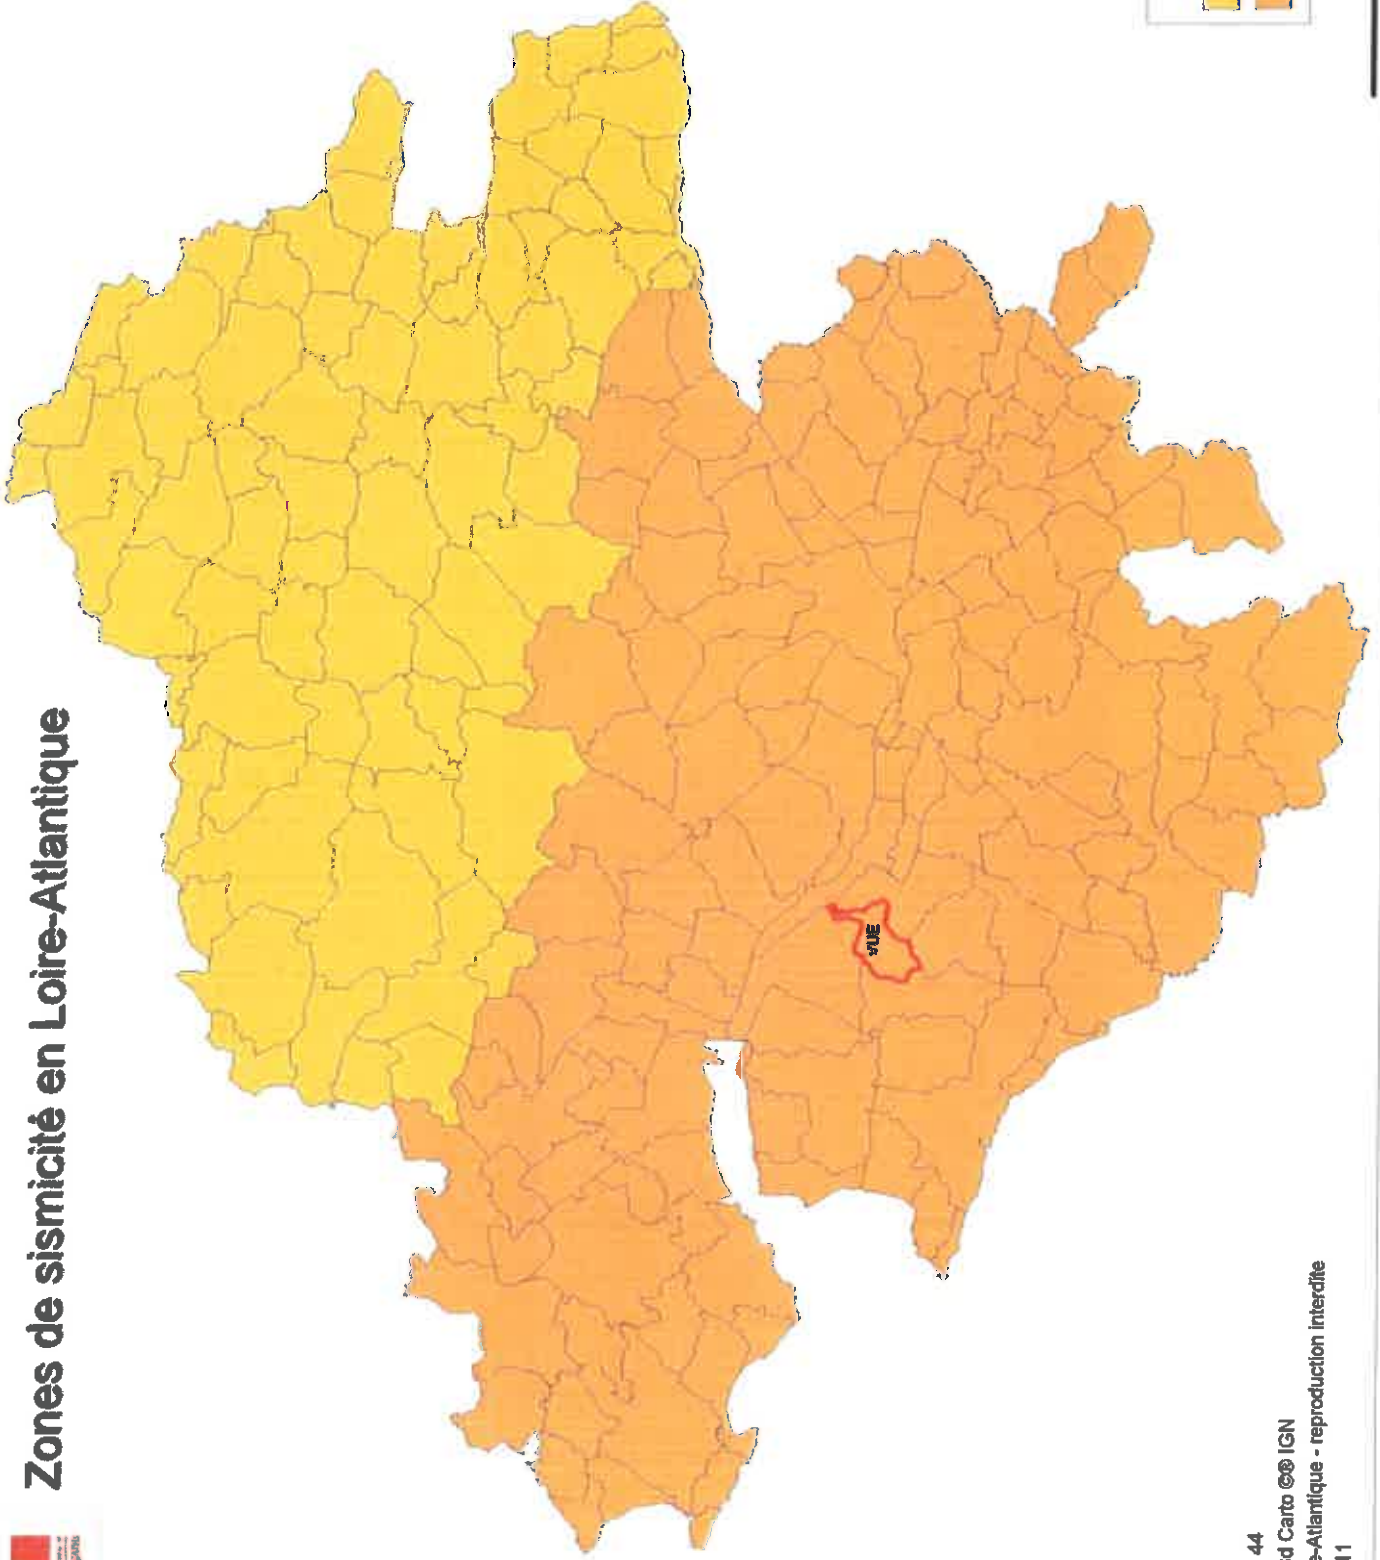 Zones de sismicité en Loire-Atlantique
VUE
44
d Carto ©® IGN
e-Atlantique - reproduction interdite
11